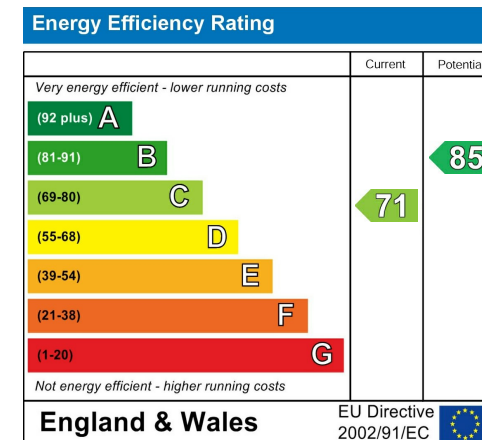 Energy Efficiency Rating
Current Potentia
Very energy efficient - lower running costs
(92 plus) A
(81-91) B
85
(69-80) C
71
(55-68) D
(39-54) E
(21-38) F
(1-20) G
Not energy efficient - higher running costs
England & Wales
EU Directive
2002/91/EC